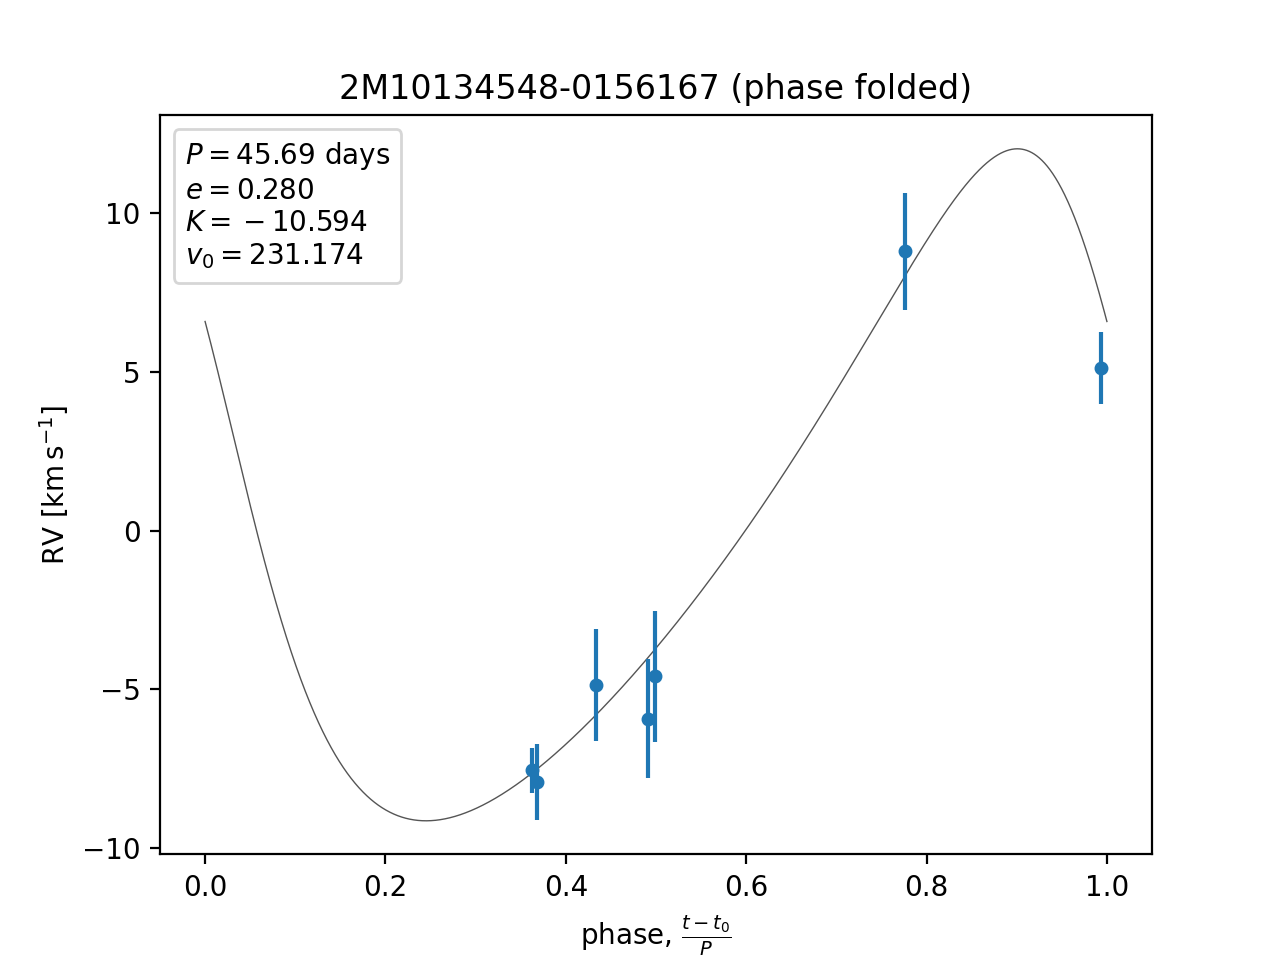 2M10134548-0156167 (phase folded)
P = 45.69 days
e = 0.280
K = −10.594
v₀ = 231.174
10
5
0
−5
−10
RV [km s⁻¹]
0.0 0.2 0.4 0.6 0.8 1.0
phase, (t − t₀)/P